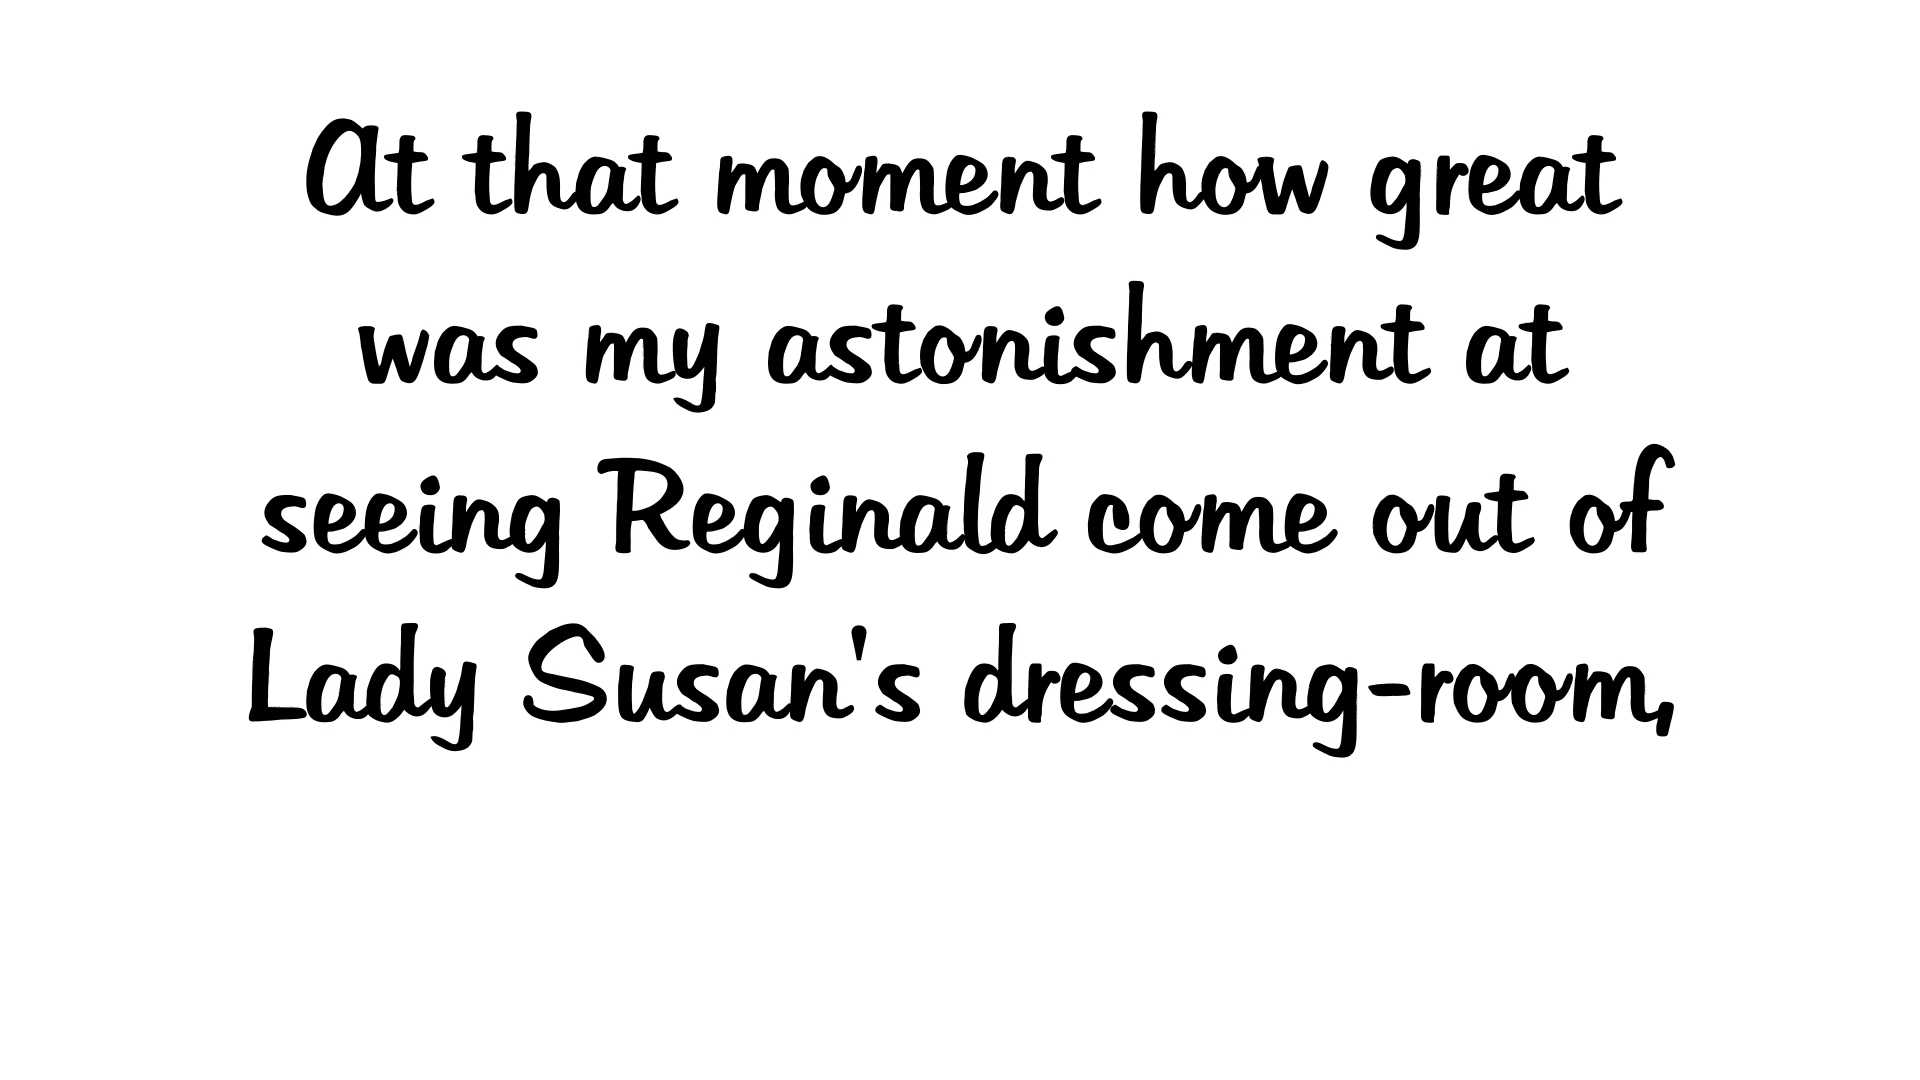 At that moment how great
was my astonishment at
seeing Reginald come out of
Lady Susan's dressing-room,